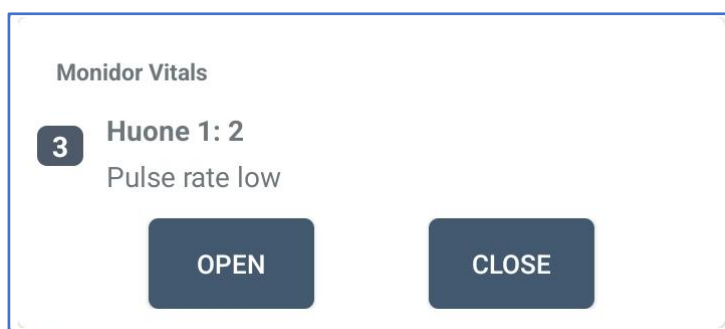 Monidor Vitals
3
Huone 1: 2
Pulse rate low
OPEN
CLOSE